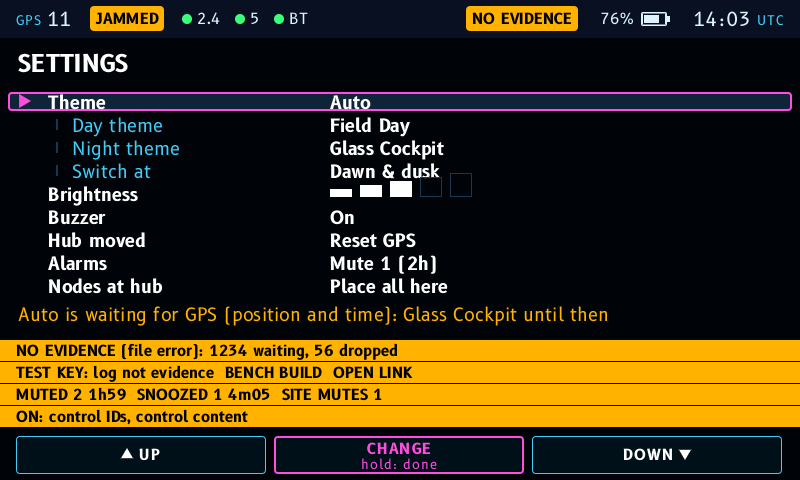 GPS 11 JAMMED 2.4 5 BT NO EVIDENCE 76% 14:03 UTC
SETTINGS
▶ Theme Auto
Day theme Field Day
Night theme Glass Cockpit
Switch at Dawn & dusk
Brightness
Buzzer On
Hub moved Reset GPS
Alarms Mute 1 (2h)
Nodes at hub Place all here
Auto is waiting for GPS (position and time): Glass Cockpit until then
NO EVIDENCE (file error): 1234 waiting, 56 dropped
TEST KEY: log not evidence BENCH BUILD OPEN LINK
MUTED 2 1h59 SNOOZED 1 4m05 SITE MUTES 1
ON: control IDs, control content
▲ UP CHANGE DOWN ▼
hold: done